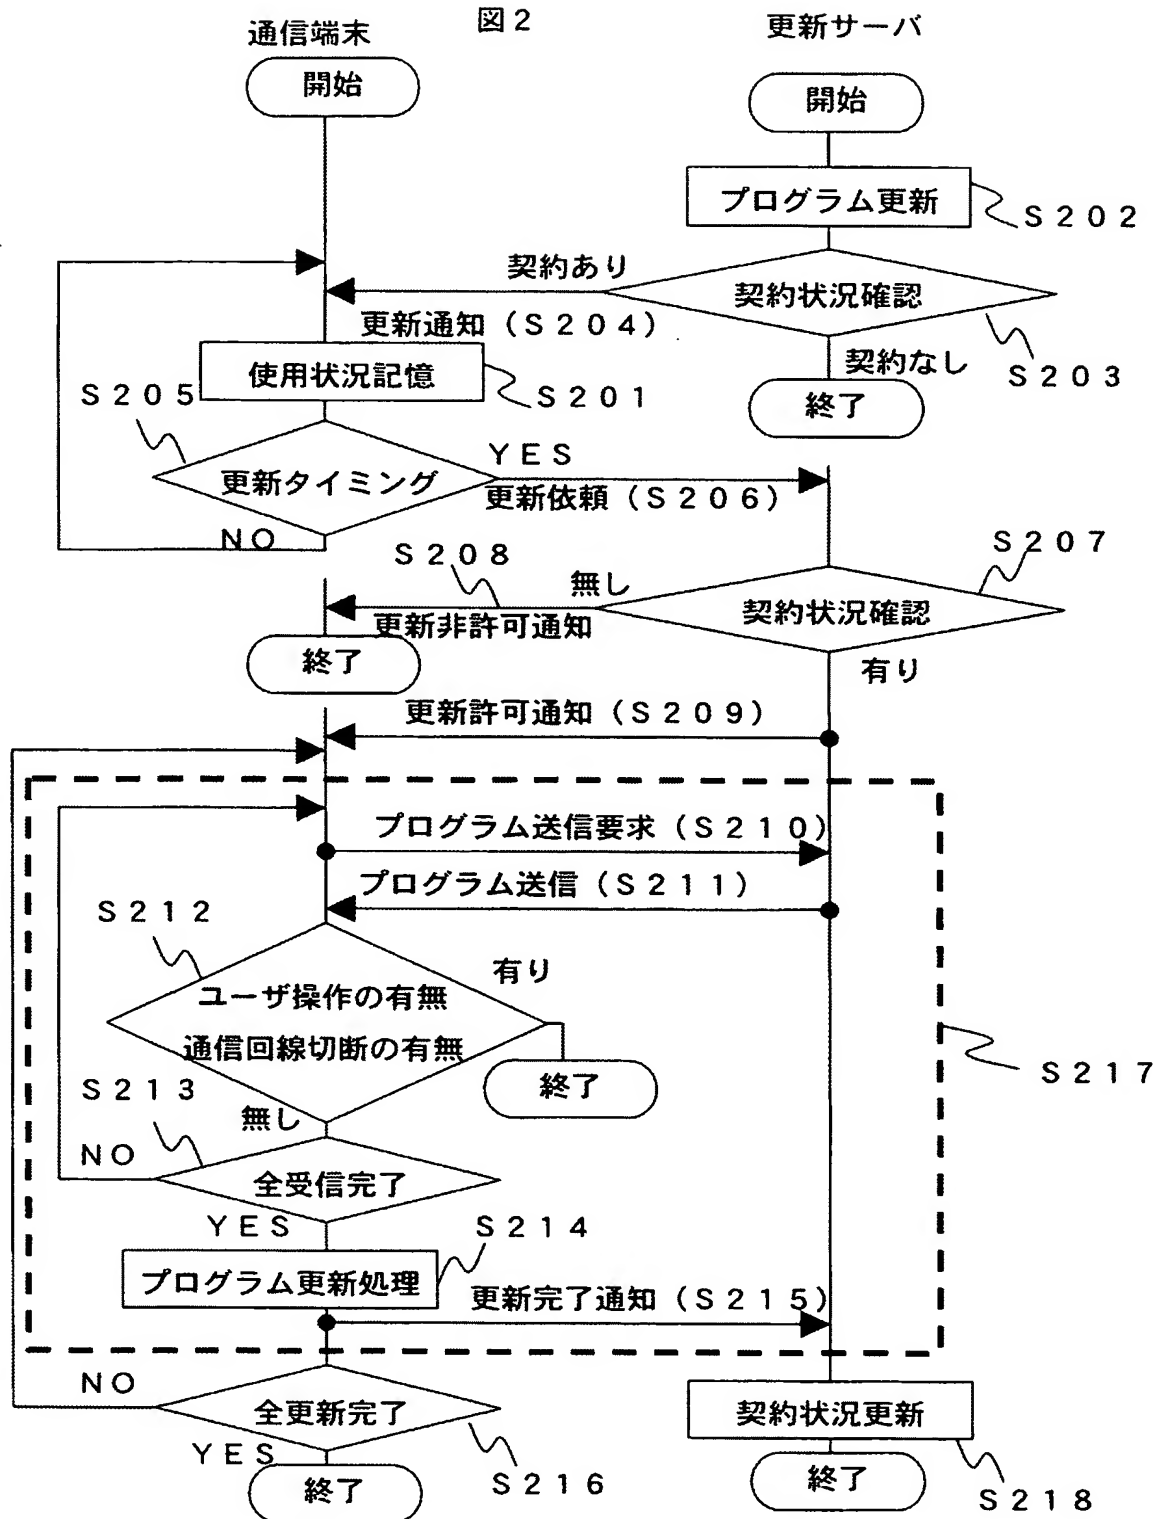 図2
通信端末
更新サーバ
開始
開始
プログラム更新
S202
契約あり
契約状況確認
更新通知(S204)
契約なし
S203
使用状況記憶
S205
S201
終了
更新タイミング
YES
更新依頼(S206)
NO
S208
S207
無し
契約状況確認
更新非許可通知
終了
有り
更新許可通知(S209)
プログラム送信要求(S210)
プログラム送信(S211)
S212
有り
ユーザ操作の有無
通信回線切断の有無
終了
S217
S213
無し
NO
全受信完了
YES
S214
プログラム更新処理
更新完了通知(S215)
NO
全更新完了
契約状況更新
YES
S216
終了
終了
S218